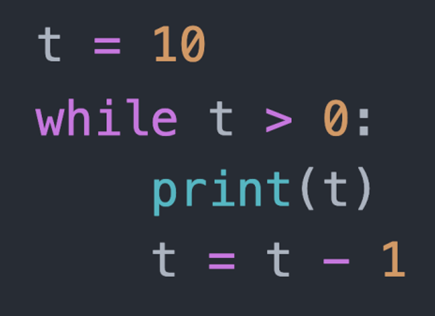 t = 10
while t > 0:
    print(t)
    t = t - 1